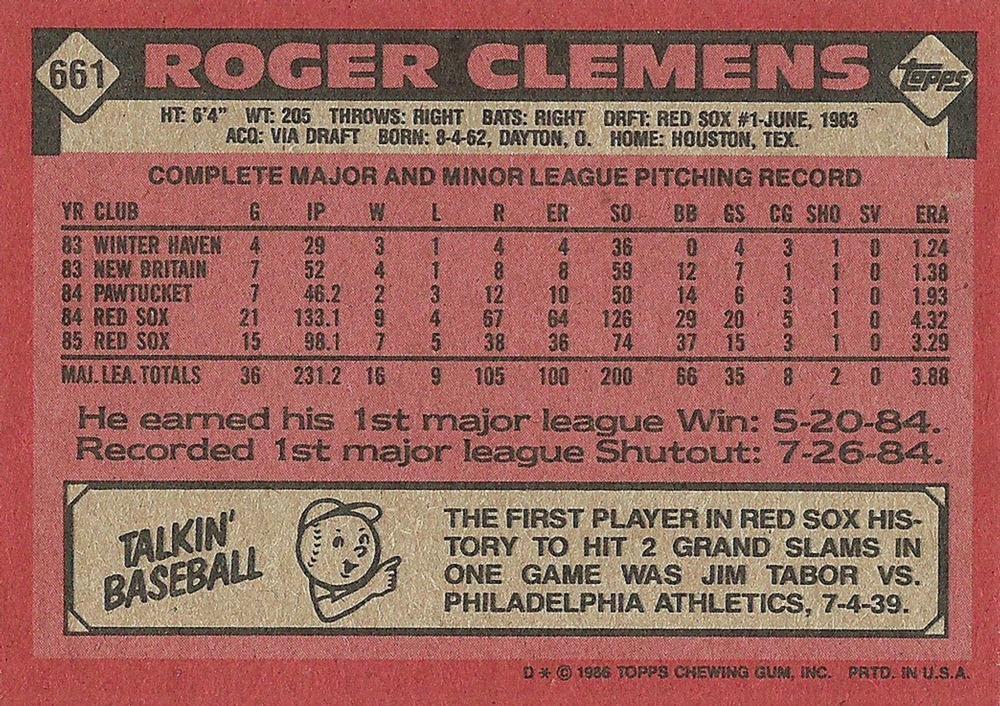 661 ROGER CLEMENS topps
HT: 6'4" WT: 205 THROWS: RIGHT BATS: RIGHT DRFT: RED SOX #1-JUNE, 1983
ACQ: VIA DRAFT BORN: 8-4-62, DAYTON, O. HOME: HOUSTON, TEX.
COMPLETE MAJOR AND MINOR LEAGUE PITCHING RECORD
YR CLUB G IP W L R ER SO BB GS CG SHO SV ERA
83 WINTER HAVEN 4 29 3 1 4 4 36 0 4 3 1 0 1.24
83 NEW BRITAIN 7 52 4 1 8 8 59 12 7 1 1 0 1.38
84 PAWTUCKET 7 46.2 2 3 12 10 50 14 6 3 1 0 1.93
84 RED SOX 21 133.1 9 4 67 64 126 29 20 5 1 0 4.32
85 RED SOX 15 98.1 7 5 38 36 74 37 15 3 1 0 3.29
MAJ. LEA. TOTALS 36 231.2 16 9 105 100 200 66 35 8 2 0 3.88
He earned his 1st major league Win: 5-20-84.
Recorded 1st major league Shutout: 7-26-84.
TALKIN'
BASEBALL
THE FIRST PLAYER IN RED SOX HIS-
TORY TO HIT 2 GRAND SLAMS IN
ONE GAME WAS JIM TABOR VS.
PHILADELPHIA ATHLETICS, 7-4-39.
D * © 1986 TOPPS CHEWING GUM, INC. PRTD. IN U.S.A.